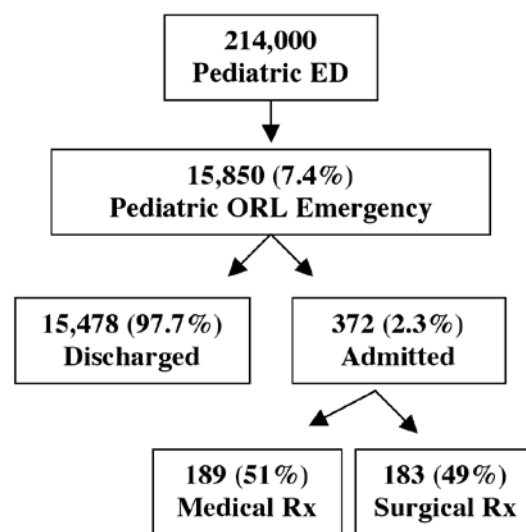 214,000
Pediatric ED
15,850 (7.4%)
Pediatric ORL Emergency
15,478 (97.7%)
Discharged
372 (2.3%)
Admitted
189 (51%)
Medical Rx
183 (49%)
Surgical Rx